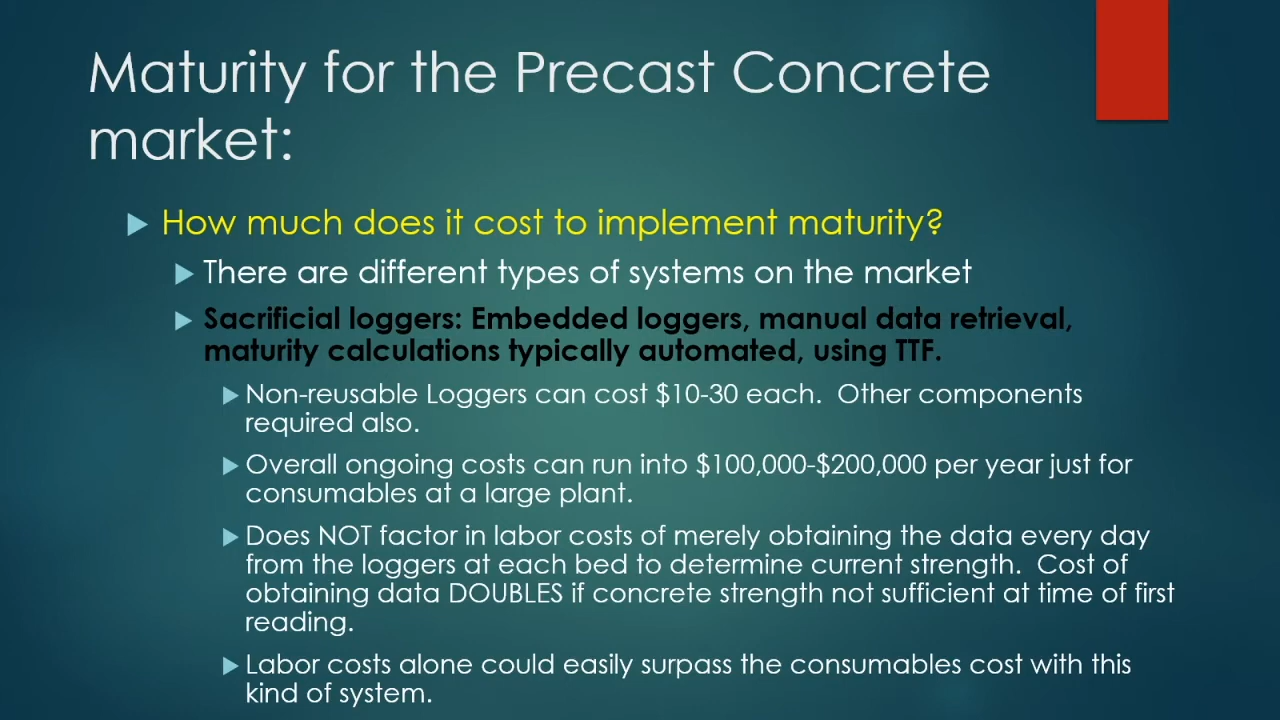 Maturity for the Precast Concrete
market:
How much does it cost to implement maturity?
There are different types of systems on the market
Sacrificial loggers: Embedded loggers, manual data retrieval,
maturity calculations typically automated, using TTF.
Non-reusable Loggers can cost $10-30 each.  Other components
required also.
Overall ongoing costs can run into $100,000-$200,000 per year just for
consumables at a large plant.
Does NOT factor in labor costs of merely obtaining the data every day
from the loggers at each bed to determine current strength.  Cost of
obtaining data DOUBLES if concrete strength not sufficient at time of first
reading.
Labor costs alone could easily surpass the consumables cost with this
kind of system.